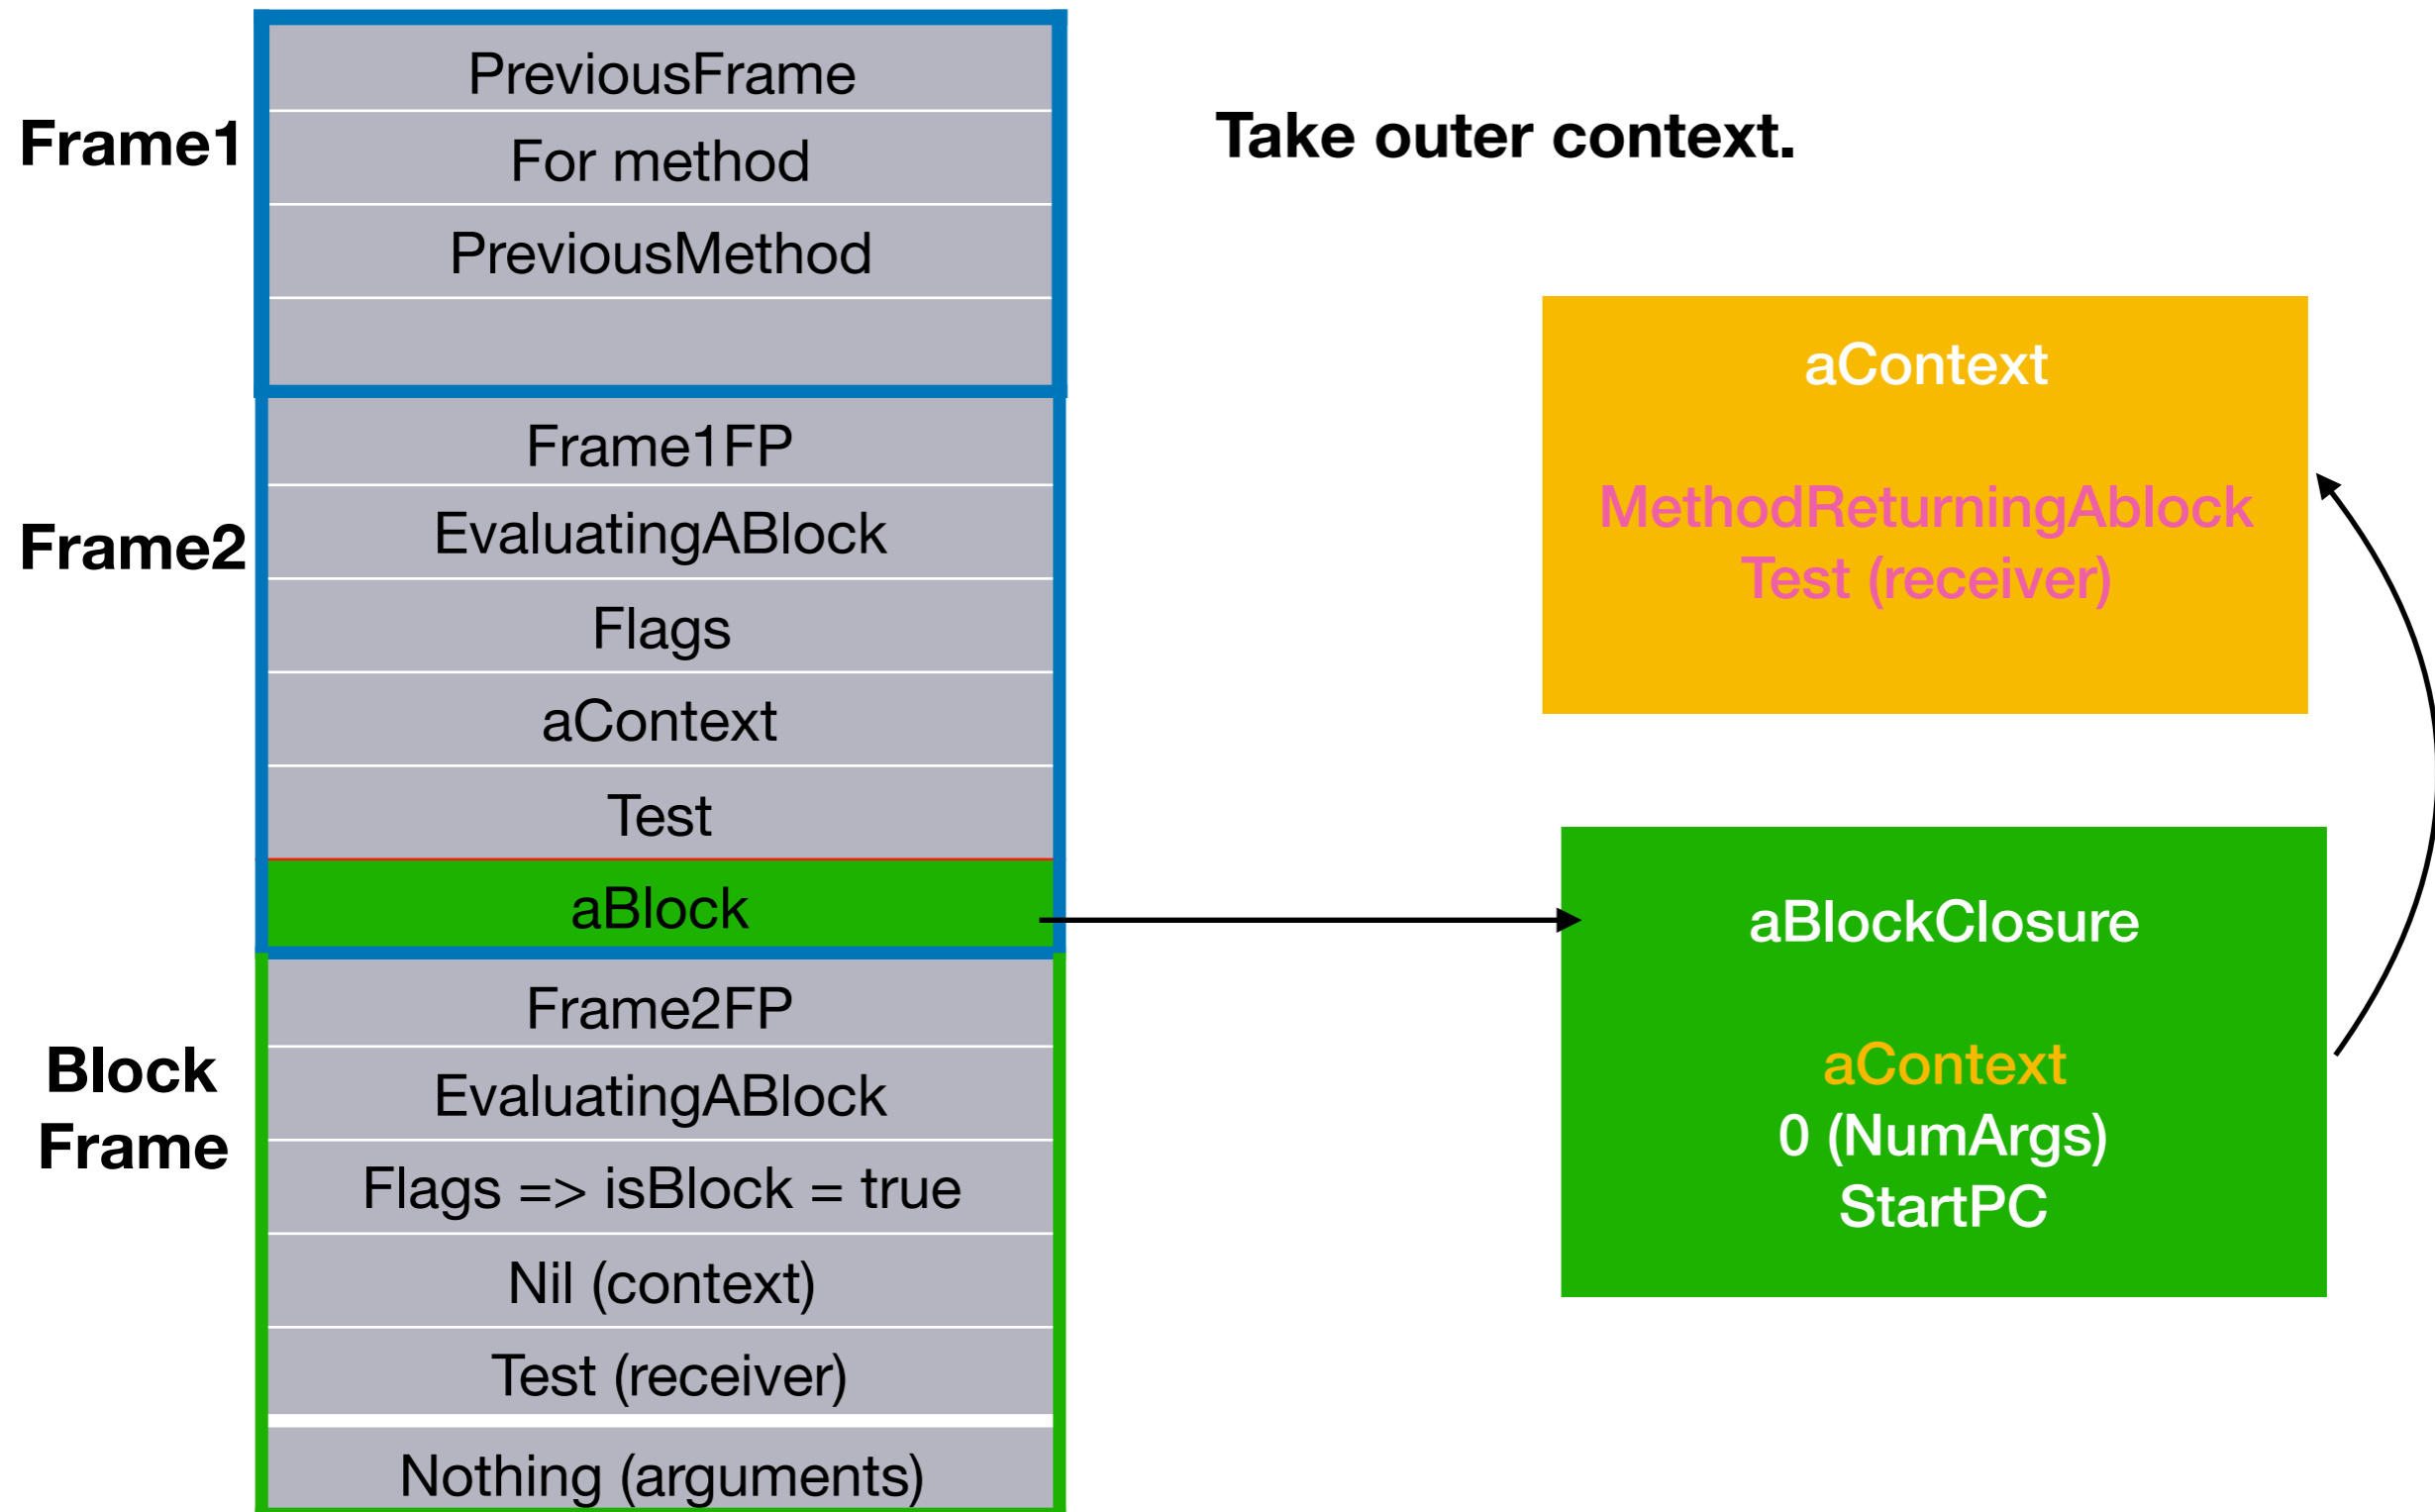 Frame1
PreviousFrame
For method
PreviousMethod
Take outer context.
Frame2
Frame1FP
EvaluatingABlock
Flags
aContext
Test
aBlock
Block
Frame
Frame2FP
EvaluatingABlock
Flags => isBlock = true
Nil (context)
Test (receiver)
Nothing (arguments)
aContext
MethodReturningAblock
Test (receiver)
aBlockClosure
aContext
0 (NumArgs)
StartPC